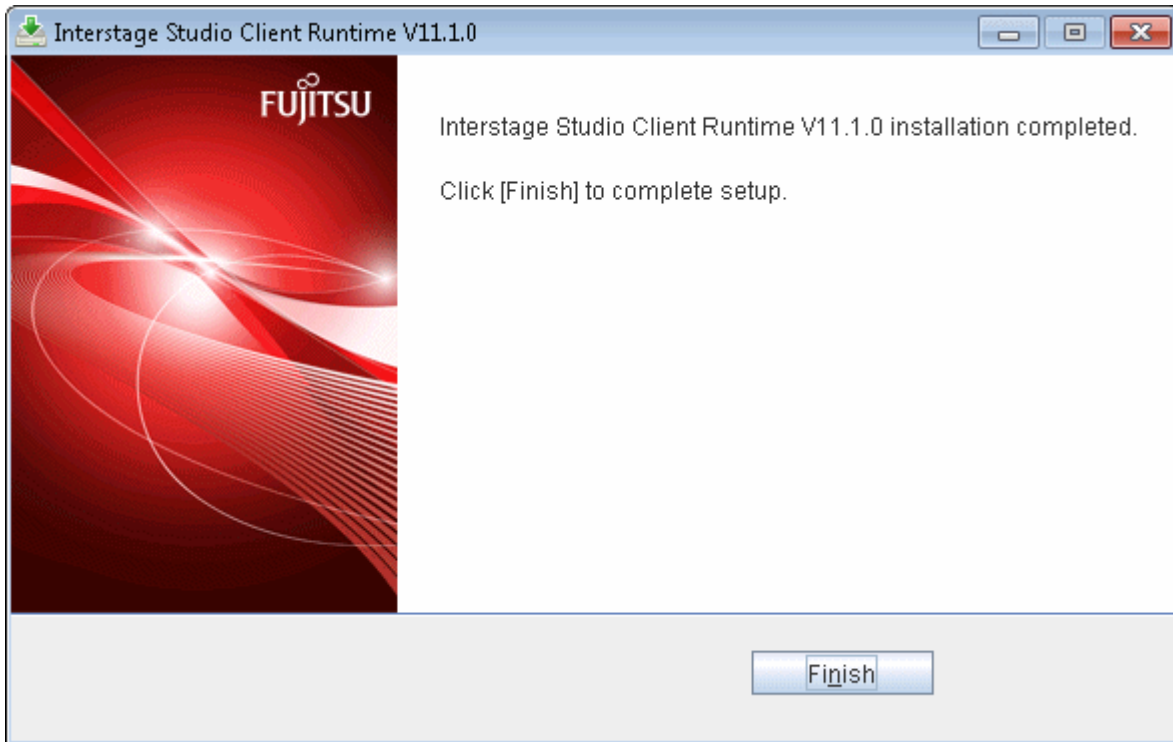 Interstage Studio Client Runtime V11.1.0
FUJITSU
Interstage Studio Client Runtime V11.1.0 installation completed.
Click [Finish] to complete setup.
Finish